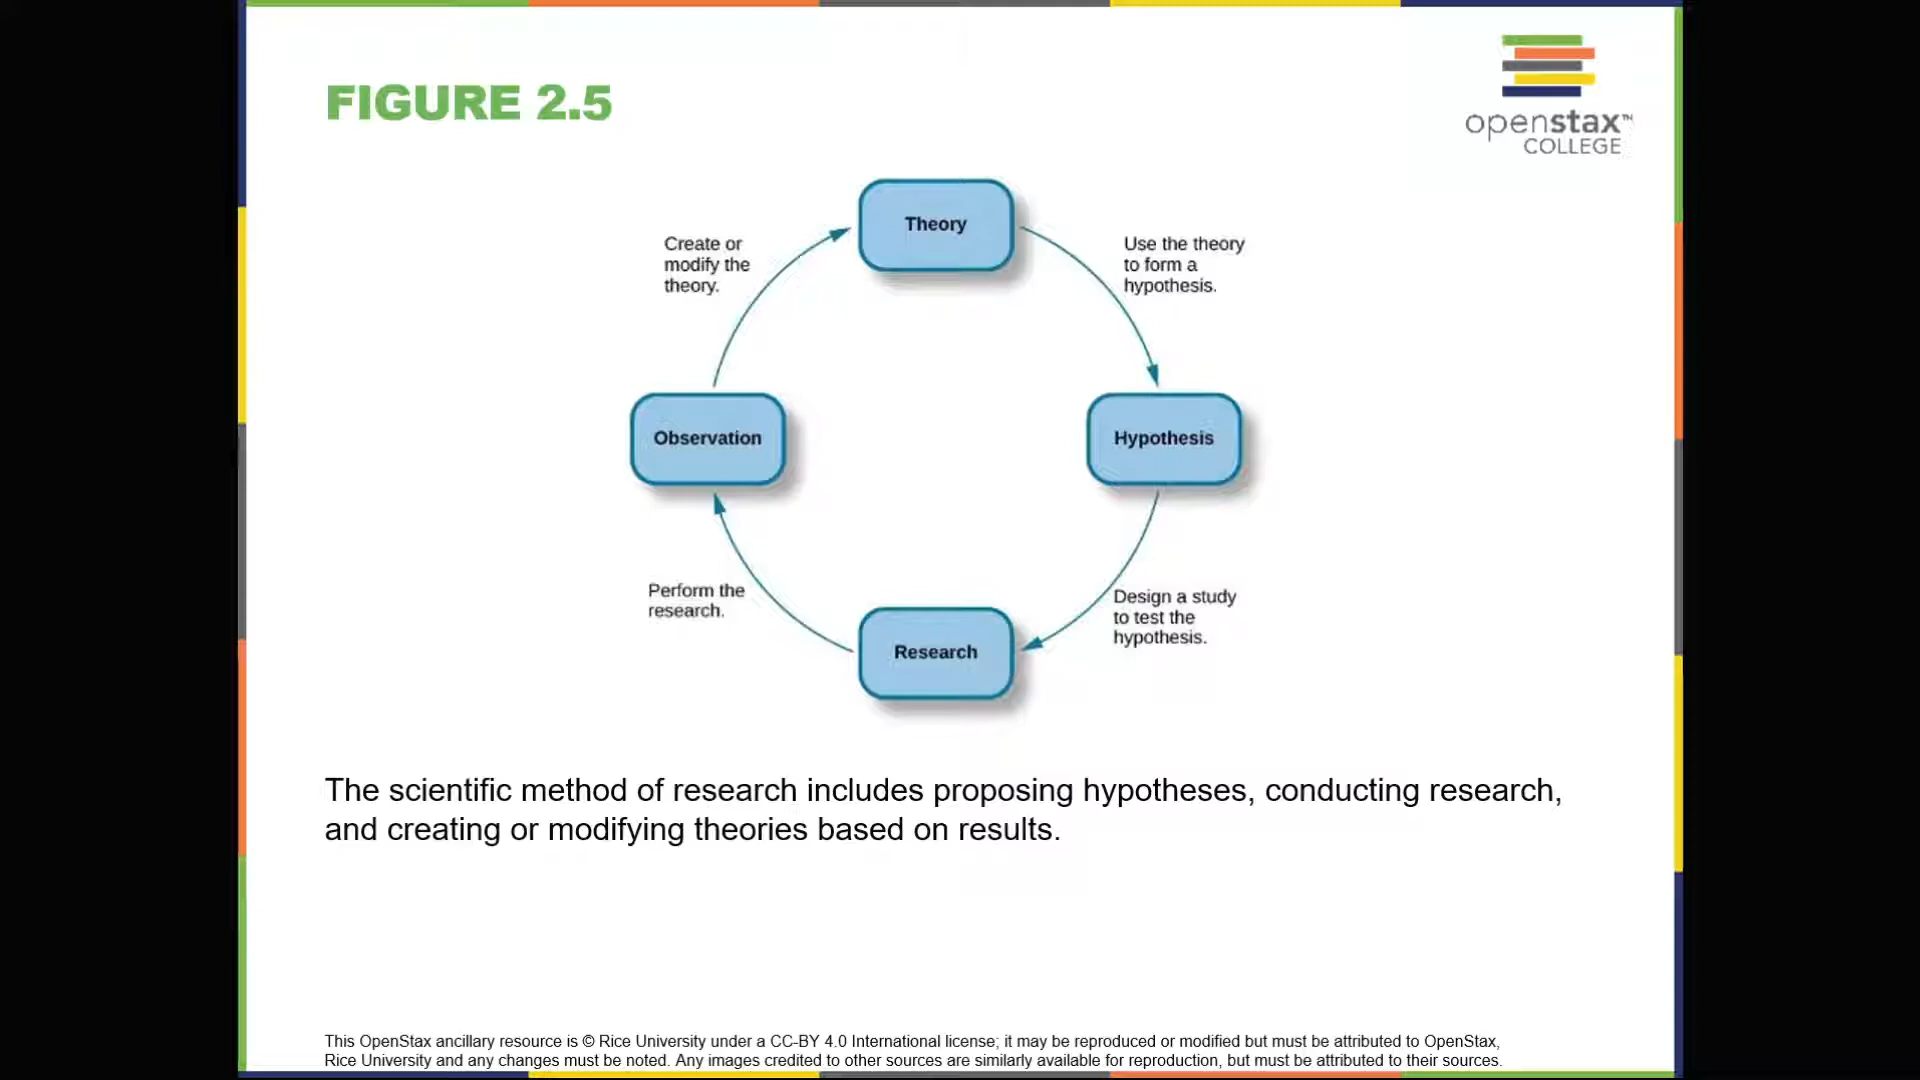 FIGURE 2.5
openstax™
COLLEGE
Theory
Create or
modify the
theory.
Use the theory
to form a
hypothesis.
Observation
Hypothesis
Perform the
research.
Design a study
to test the
hypothesis.
Research
The scientific method of research includes proposing hypotheses, conducting research,
and creating or modifying theories based on results.
This OpenStax ancillary resource is © Rice University under a CC-BY 4.0 International license; it may be reproduced or modified but must be attributed to OpenStax,
Rice University and any changes must be noted. Any images credited to other sources are similarly available for reproduction, but must be attributed to their sources.